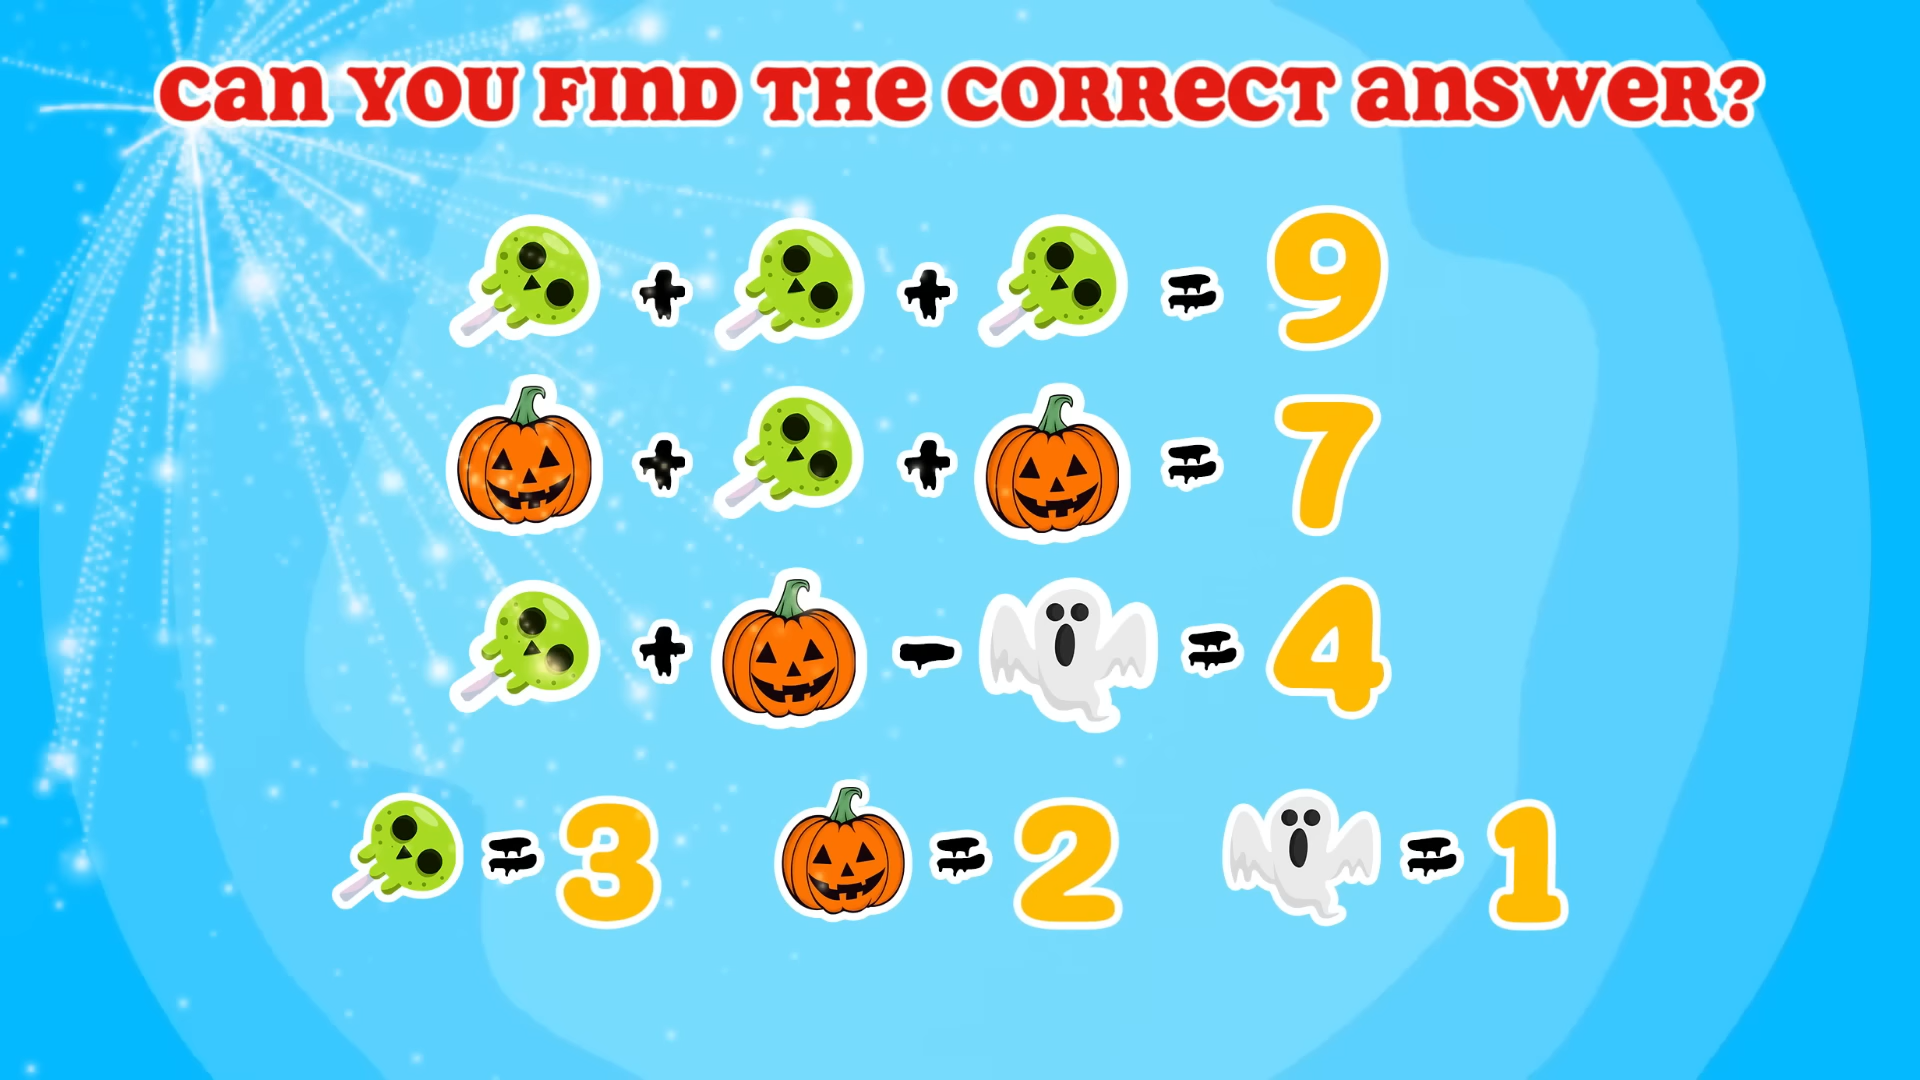 can YOU FIND THE CORRECT answer?
+ + = 9
+ + = 7
+ - = 4
= 3 = 2 = 1